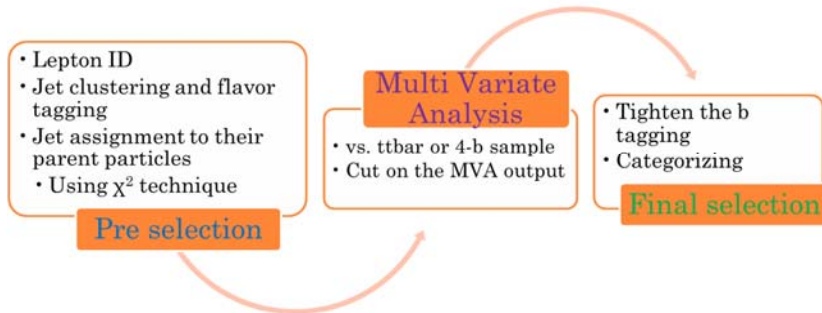 • Lepton ID
• Jet clustering and flavor
tagging
• Jet assignment to their
parent particles
• Using χ² technique
Pre selection
Multi Variate
Analysis
• vs. ttbar or 4-b sample
• Cut on the MVA output
• Tighten the b
tagging
• Categorizing
Final selection